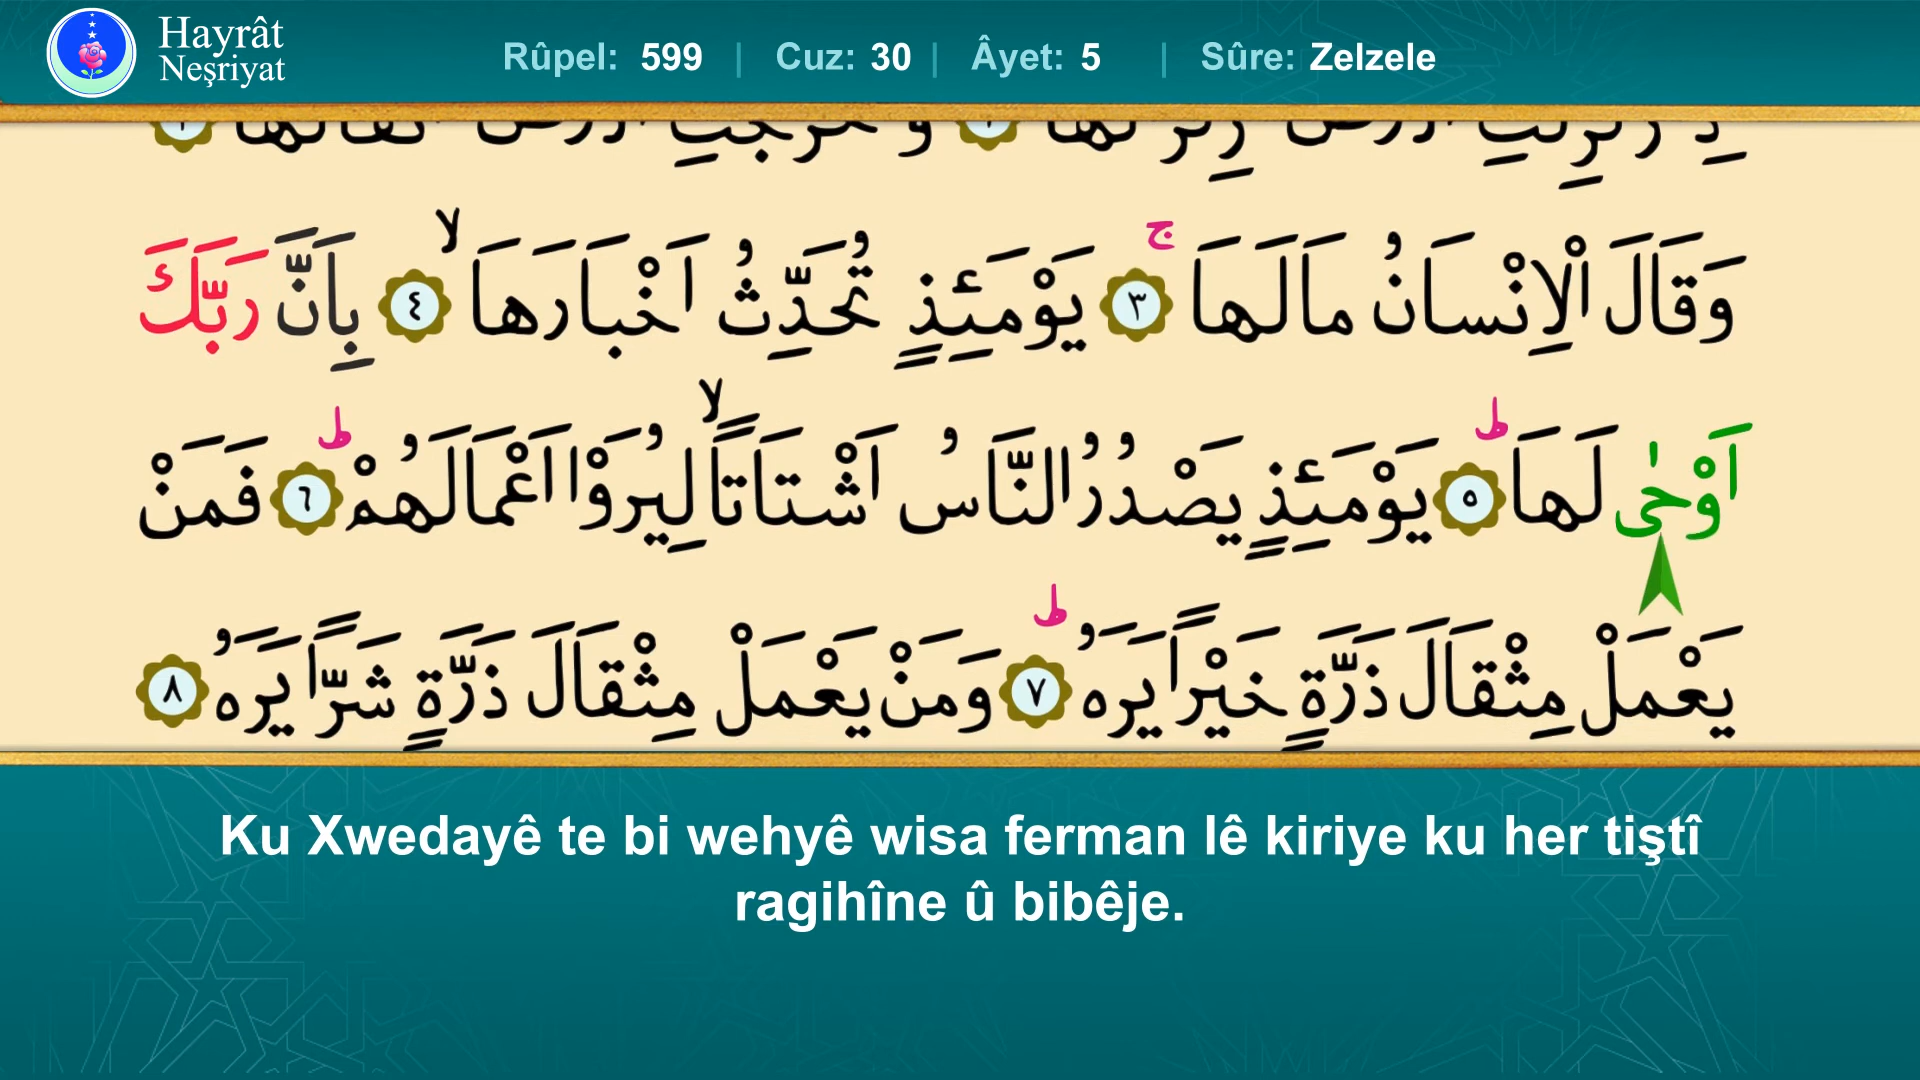 Hayrât
Neşriyat
Rûpel: 599 | Cuz: 30 | Âyet: 5 | Sûre: Zelzele
وَقَالَ الْاِنْسَانُ مَالَهَاۚ ﴿٣﴾ يَوْمَئِذٍ تُحَدِّثُ اَخْبَارَهَاۙ ﴿٤﴾ بِاَنَّ رَبَّكَ
اَوْحٰى لَهَاۜ ﴿٥﴾ يَوْمَئِذٍ يَصْدُرُ النَّاسُ اَشْتَاتًاۙ لِيُرَوْا اَعْمَالَهُمْۜ ﴿٦﴾ فَمَنْ
يَعْمَلْ مِثْقَالَ ذَرَّةٍ خَيْرًا يَرَهُۜ ﴿٧﴾ وَمَنْ يَعْمَلْ مِثْقَالَ ذَرَّةٍ شَرًّا يَرَهُ ﴿٨﴾
Ku Xwedayê te bi wehyê wisa ferman lê kiriye ku her tiştî
ragihîne û bibêje.